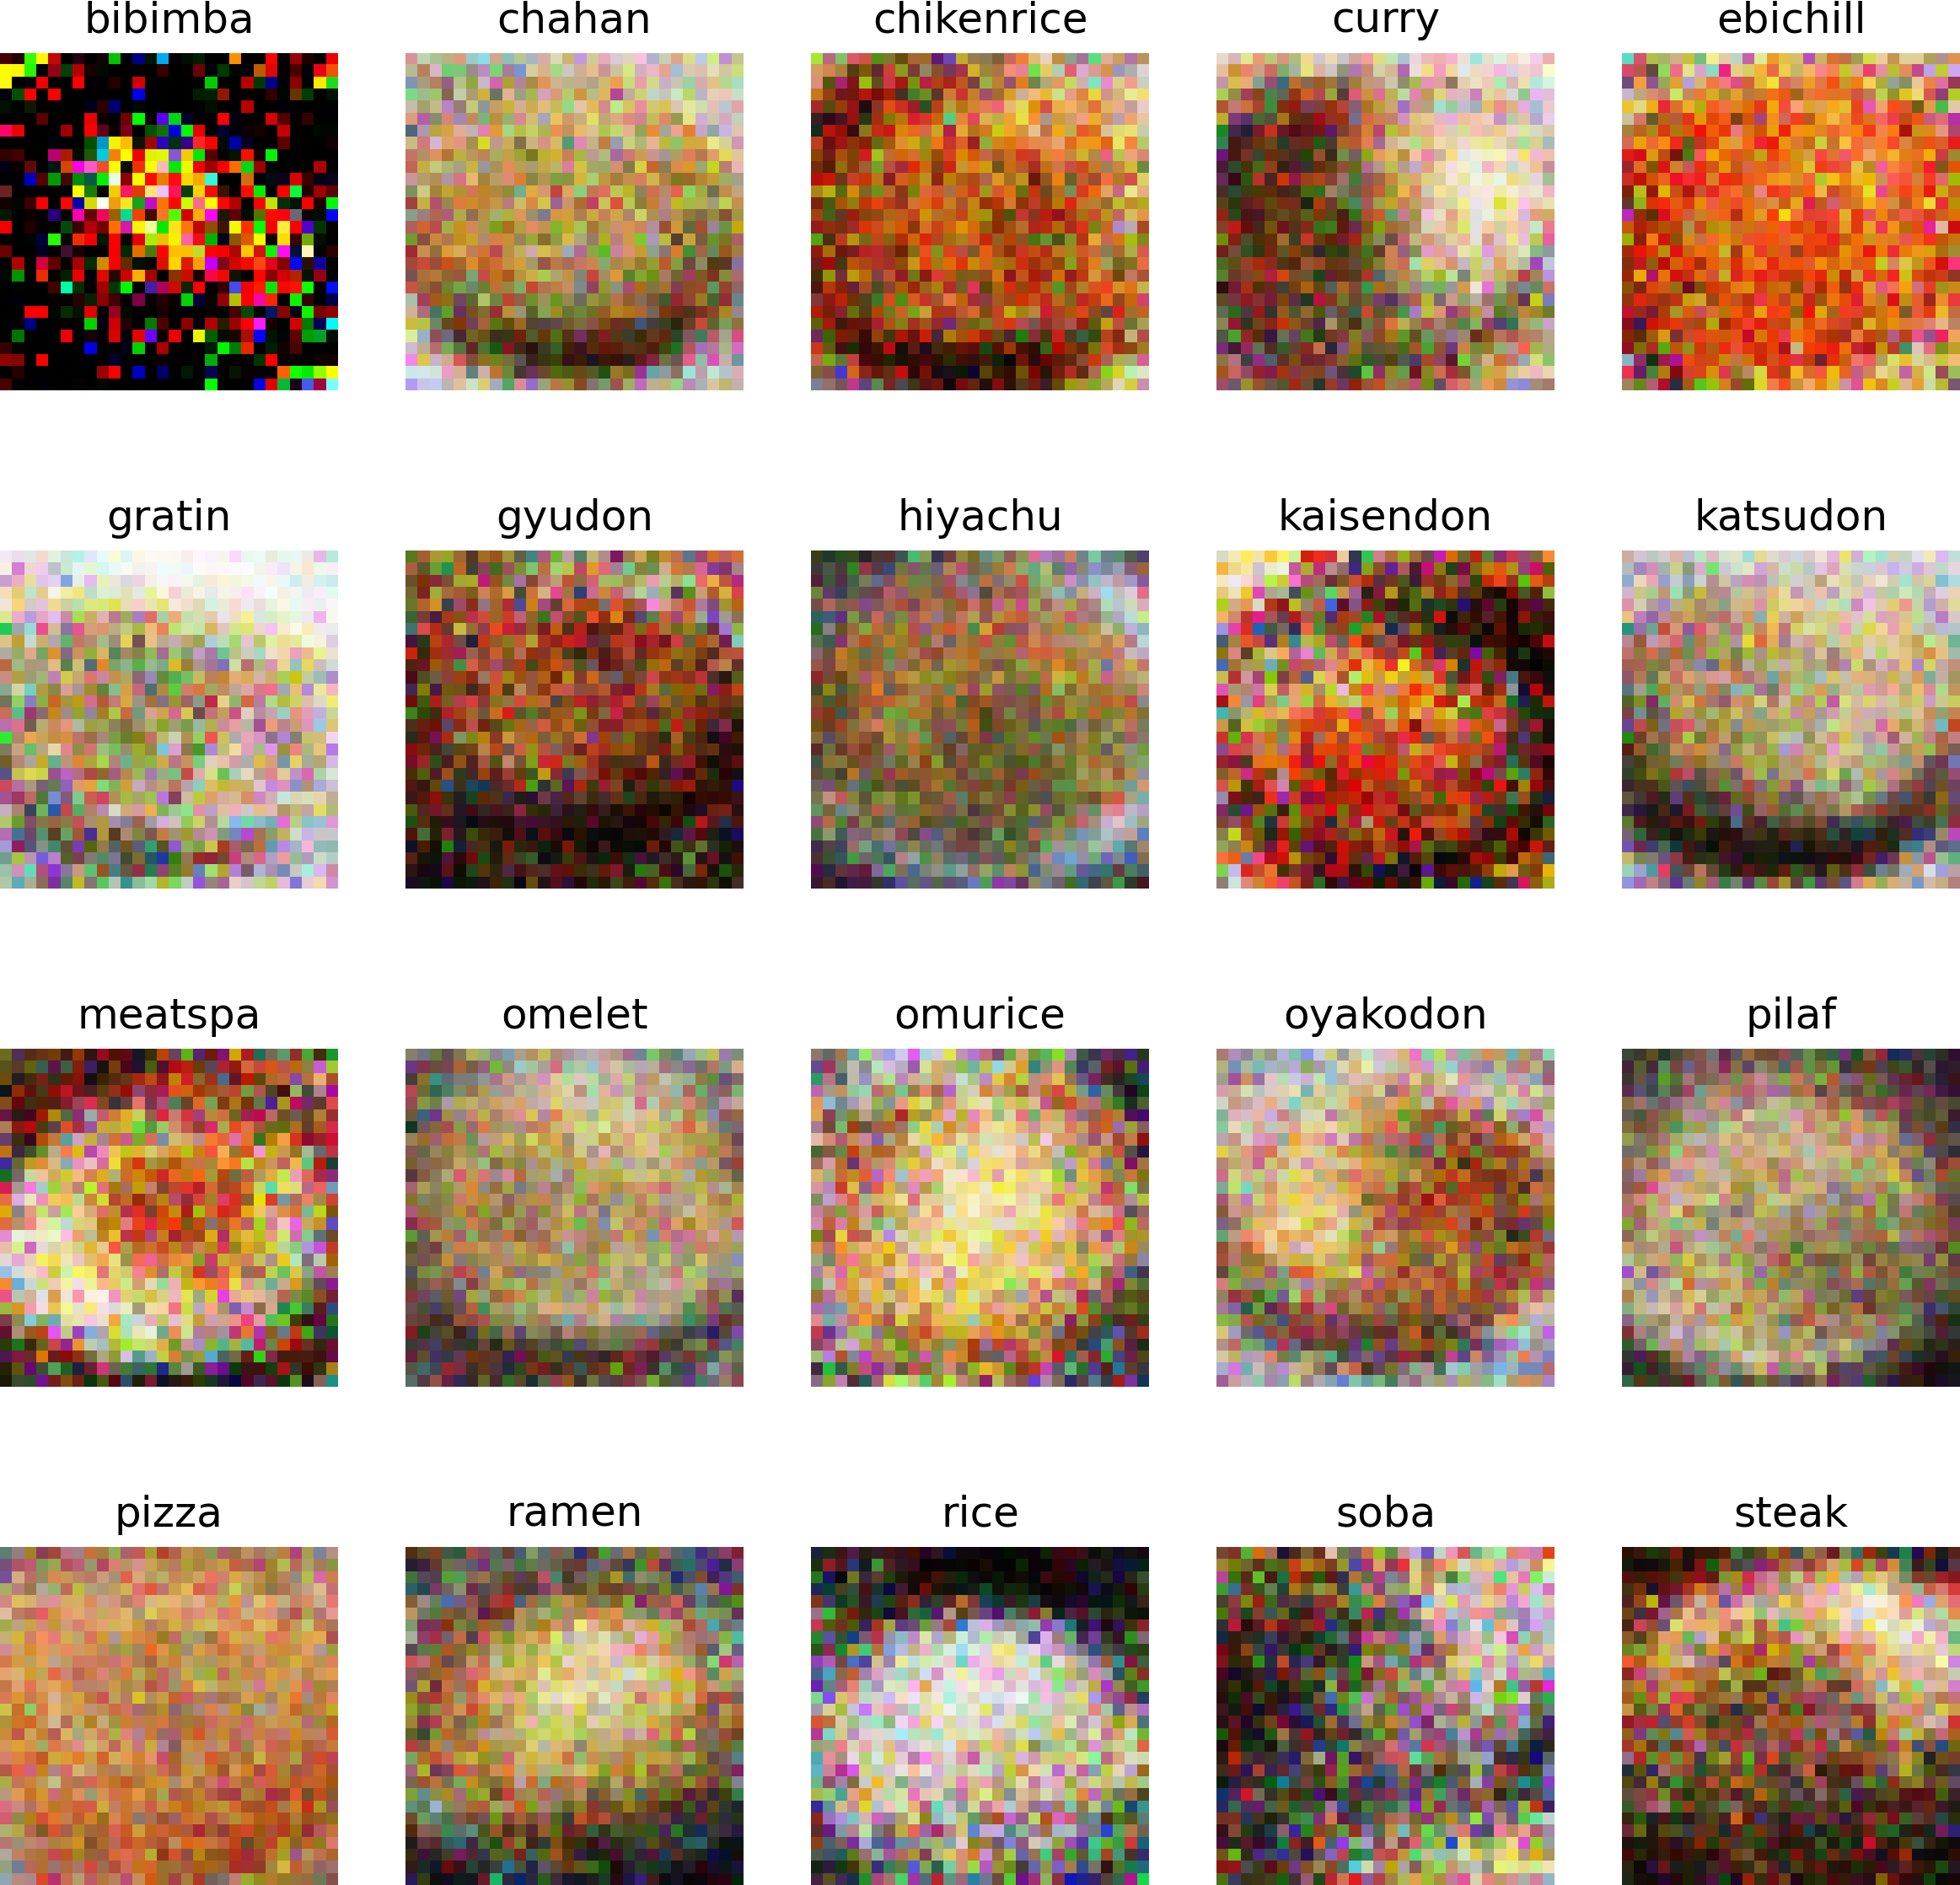 bibimba
chahan
chikenrice
curry
ebichill
gratin
gyudon
hiyachu
kaisendon
katsudon
meatspa
omelet
omurice
oyakodon
pilaf
pizza
ramen
rice
soba
steak